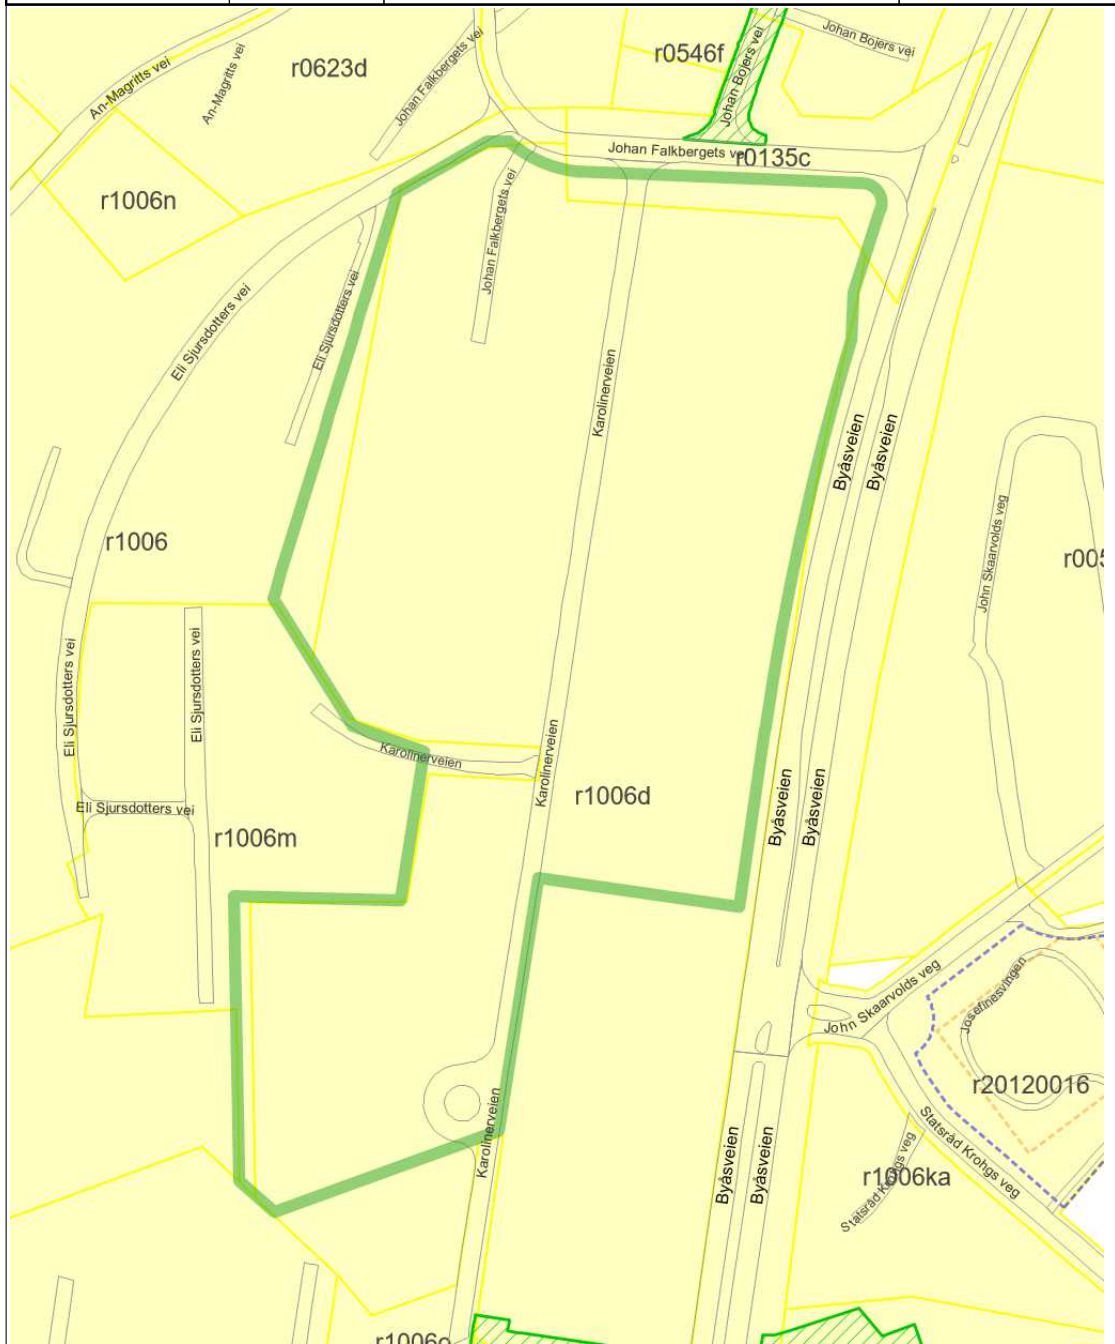 Johan Bojers vei
r0546f
An-Magritts vei
An-Magritts vei
r0623d
Johan Falkbergets vei
Johan Bojers vei
Johan Falkbergets vei
r0135c
r1006n
Johan Falkbergets vei
Eli Sjursdotters vei
Eli Sjursdotters vei
Karolinerveien
Byåsveien
Byåsveien
r1006
John Skaarvolds veg
r005
Eli Sjursdotters vei
Eli Sjursdotters vei
Karolinerveien
Karolinerveien
r1006d
Byåsveien
Byåsveien
Eli Sjursdotters vei
r1006m
John Skaarvolds veg
Josefinesvingen
r20120016
Karolinerveien
Statsråd Krohgs veg
Statsråd Krohgs veg
r1006ka
Byåsveien
Byåsveien